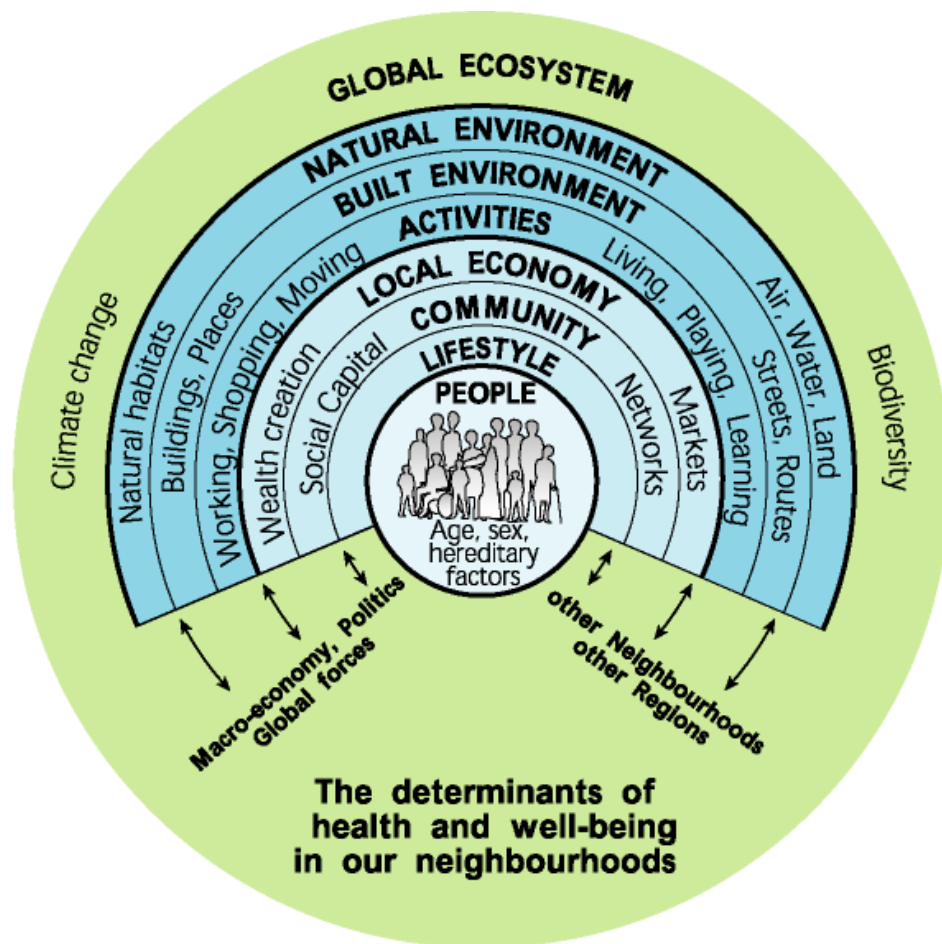 GLOBAL ECOSYSTEM
NATURAL ENVIRONMENT
BUILT ENVIRONMENT
ACTIVITIES
LOCAL ECONOMY
COMMUNITY
LIFESTYLE
PEOPLE
Age, sex,
hereditary
factors
Climate change
Natural habitats
Buildings, Places
Working, Shopping, Moving
Wealth creation
Social Capital
Networks
Markets
Living, Playing, Learning
Streets, Routes
Air, Water, Land
Biodiversity
Macro-economy, Politics
Global forces
other Neighbourhoods
other Regions
The determinants of
health and well-being
in our neighbourhoods